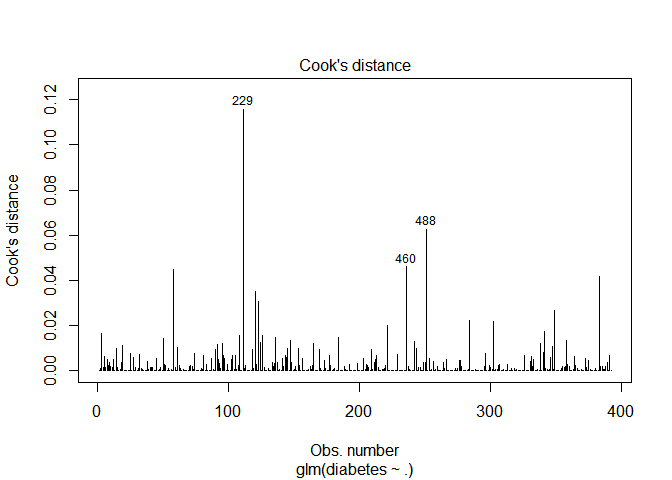 Cook's distance
229
488
460
Cook's distance
0.12
0.10
0.08
0.06
0.04
0.02
0.00
0 100 200 300 400
Obs. number
glm(diabetes ~ .)